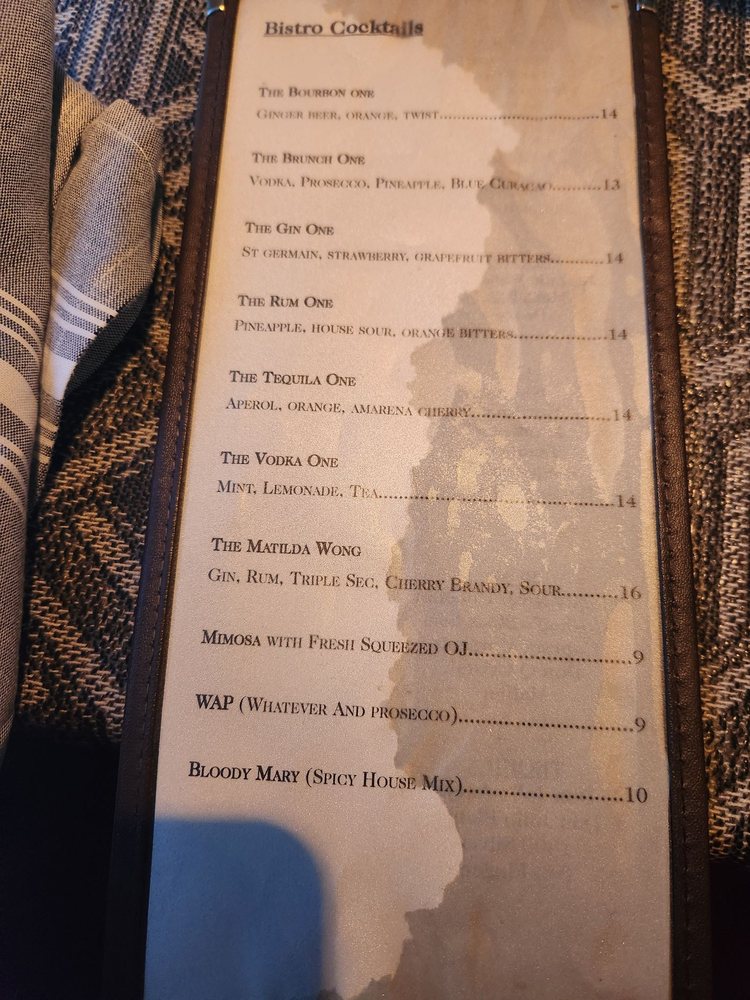 Bistro Cocktails
The Bourbon one
Ginger beer, orange, twist..............................14
The Brunch One
Vodka, Prosecco, Pineapple, Blue Curacao..........13
The Gin One
St germain, strawberry, grapefruit bitters..........14
The Rum One
Pineapple, house sour, orange bitters..................14
The Tequila One
Aperol, orange, amarena cherry..........................14
The Vodka One
Mint, Lemonade, Tea...........................................14
The Matilda Wong
Gin, Rum, Triple Sec, Cherry Brandy, Sour..........16
Mimosa with Fresh Squeezed OJ............................9
WAP (Whatever And prosecco).............................9
Bloody Mary (Spicy House Mix)...........................10